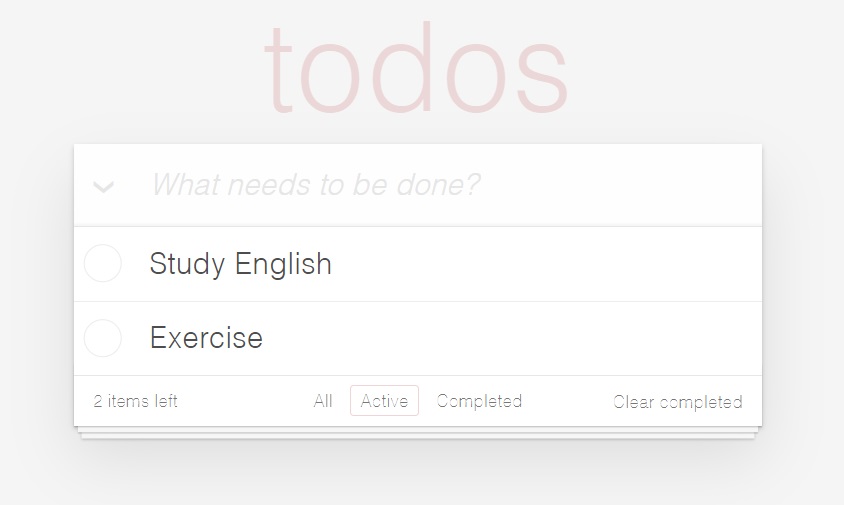 todos
What needs to be done?
Study English
Exercise
2 items left All Active Completed Clear completed